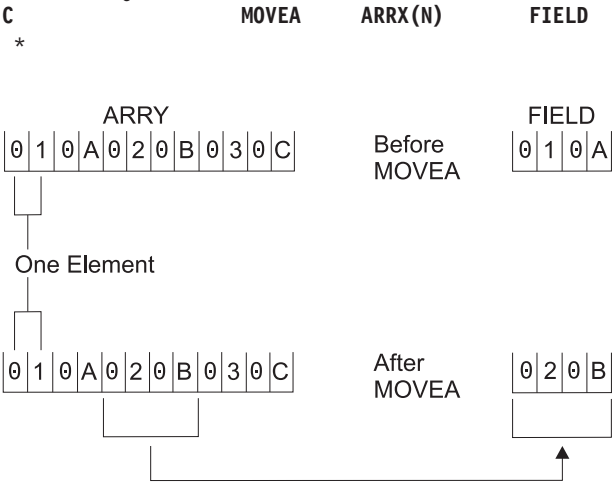 C MOVEA ARRX(N) FIELD
*
ARRY FIELD
0 1 0 A 0 2 0 B 0 3 0 C Before 0 1 0 A
MOVEA
One Element
0 1 0 A 0 2 0 B 0 3 0 C After 0 2 0 B
MOVEA